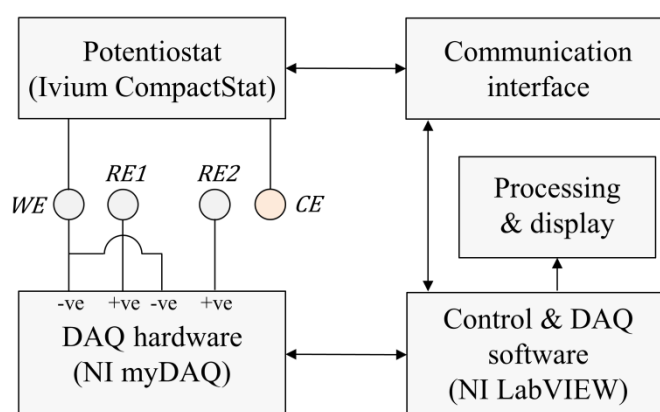 Potentiostat
(Ivium CompactStat)
Communication
interface
WE
RE1
RE2
CE
Processing
& display
-ve
+ve
-ve
+ve
DAQ hardware
(NI myDAQ)
Control & DAQ
software
(NI LabVIEW)